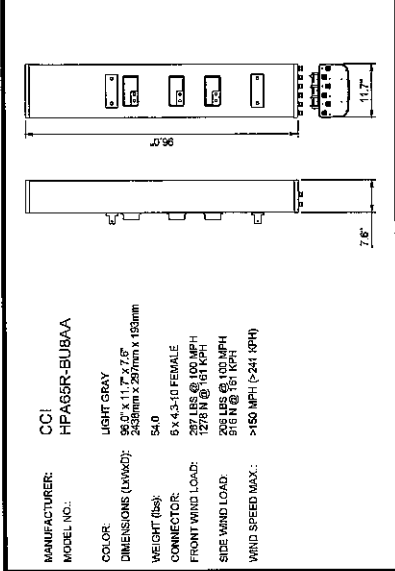 MANUFACTURER: CCI
MODEL NO.: HPA65R-BU8AA
COLOR: LIGHT GRAY
DIMENSIONS (LxWxD): 96.0" x 11.7" x 7.6"
2438mm x 297mm x 193mm
WEIGHT (lbs): 54.0
CONNECTOR: 6 x 4.3-10 FEMALE
FRONT WIND LOAD: 287 LBS @ 100 MPH
1278 N @ 161 KPH
SIDE WIND LOAD: 206 LBS @ 100 MPH
916 N @ 161 KPH
WIND SPEED MAX.: >150 MPH (>241 KPH)
96.0"
11.7"
7.6"